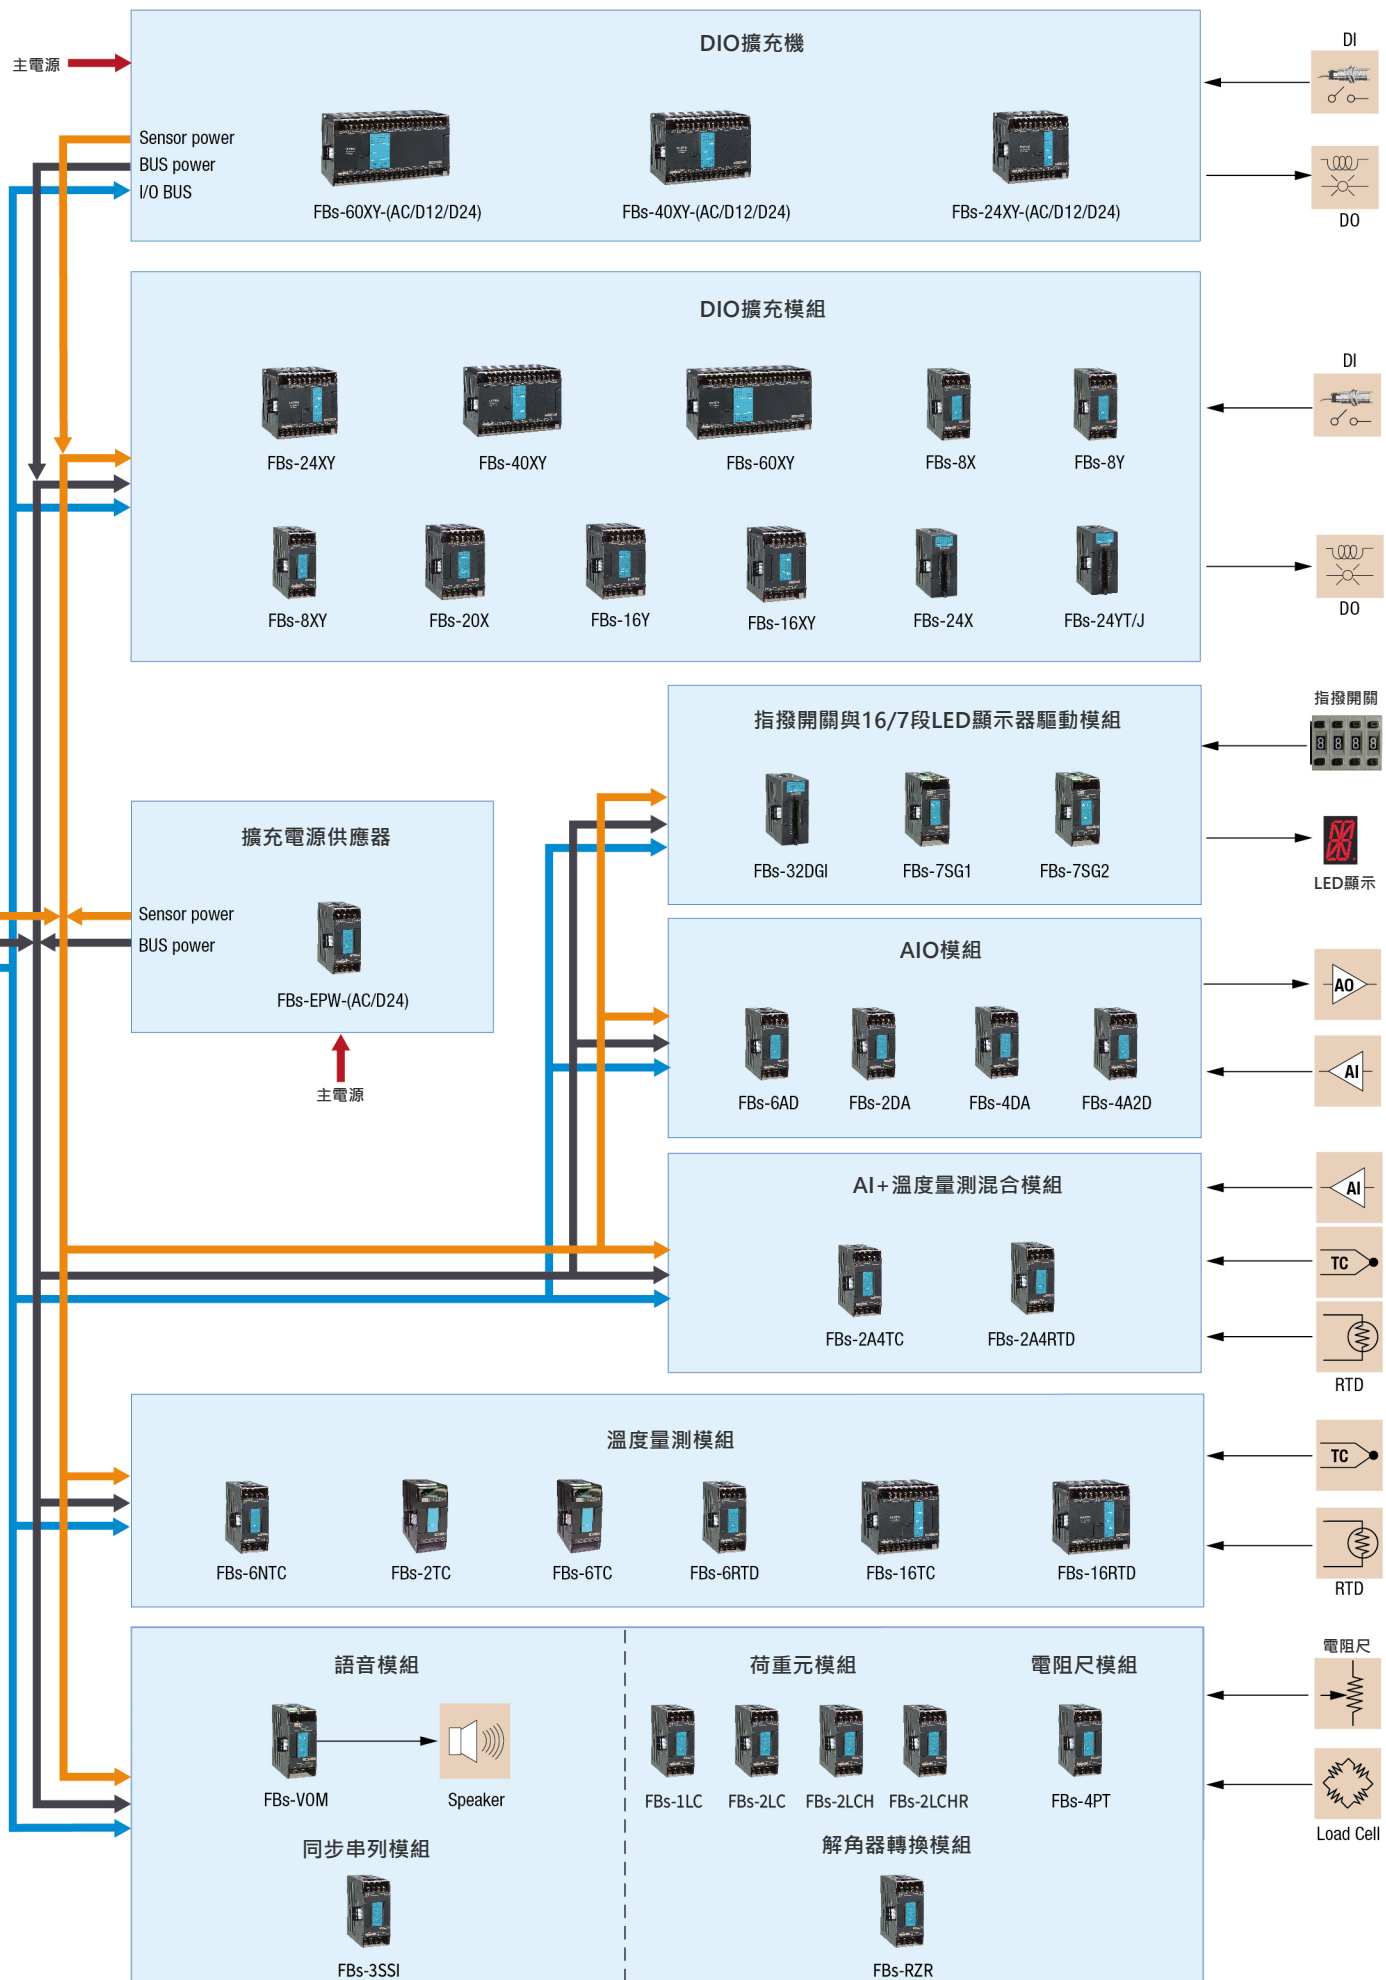 DIO擴充機
主電源
DI
Sensor power
BUS power
I/O BUS
FBs-60XY-(AC/D12/D24)
FBs-40XY-(AC/D12/D24)
FBs-24XY-(AC/D12/D24)
DO
DIO擴充模組
DI
FBs-24XY
FBs-40XY
FBs-60XY
FBs-8X
FBs-8Y
FBs-8XY
FBs-20X
FBs-16Y
FBs-16XY
FBs-24X
FBs-24YT/J
DO
指撥開關與16/7段LED顯示器驅動模組
指撥開關
FBs-32DGI
FBs-7SG1
FBs-7SG2
LED顯示
擴充電源供應器
Sensor power
BUS power
FBs-EPW-(AC/D24)
主電源
AIO模組
AO
AI
FBs-6AD
FBs-2DA
FBs-4DA
FBs-4A2D
AI+溫度量測混合模組
AI
TC
FBs-2A4TC
FBs-2A4RTD
RTD
溫度量測模組
TC
FBs-6NTC
FBs-2TC
FBs-6TC
FBs-6RTD
FBs-16TC
FBs-16RTD
RTD
語音模組
荷重元模組
電阻尺模組
電阻尺
FBs-VOM
Speaker
FBs-1LC
FBs-2LC
FBs-2LCH
FBs-2LCHR
FBs-4PT
Load Cell
同步串列模組
解角器轉換模組
FBs-3SSI
FBs-RZR